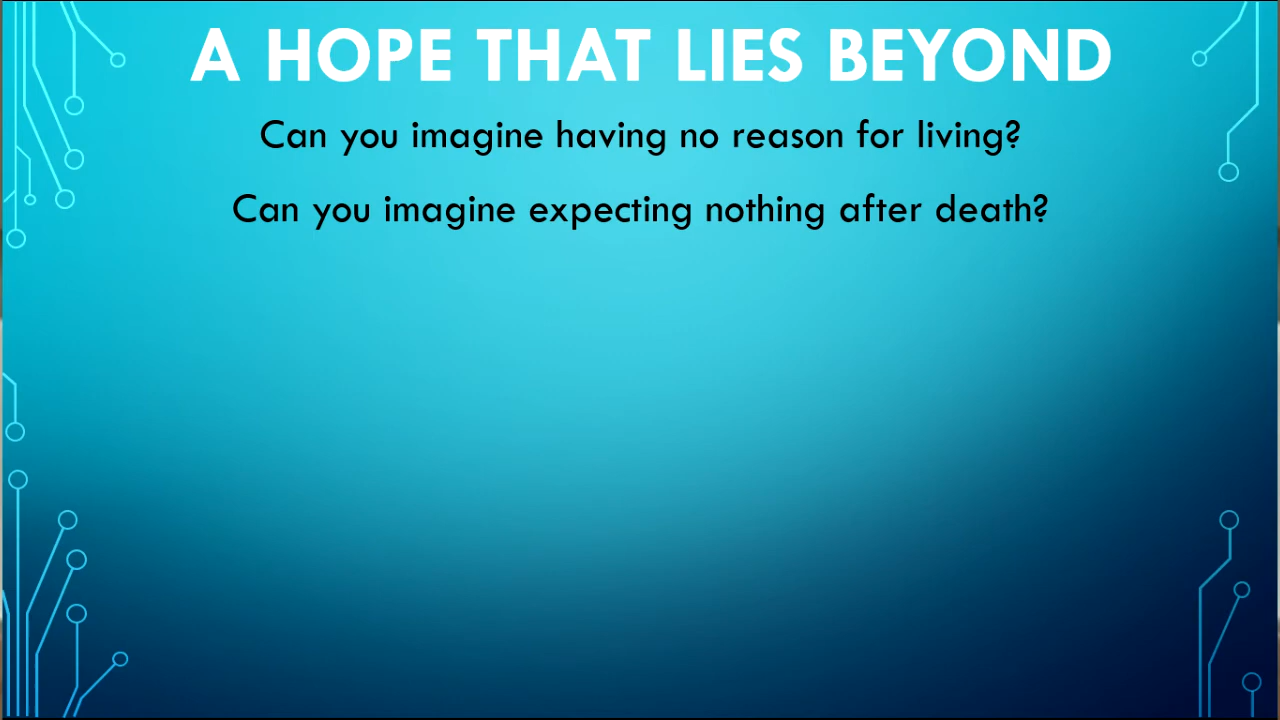 A HOPE THAT LIES BEYOND
Can you imagine having no reason for living?
Can you imagine expecting nothing after death?